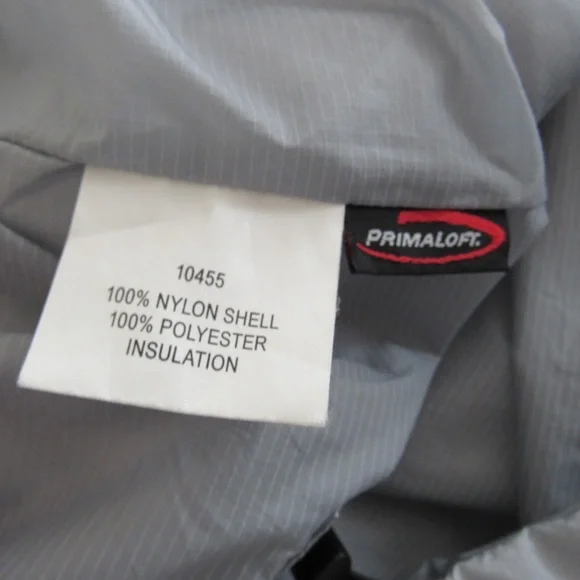 10455
100% NYLON SHELL
100% POLYESTER
INSULATION
PRIMALOFT.